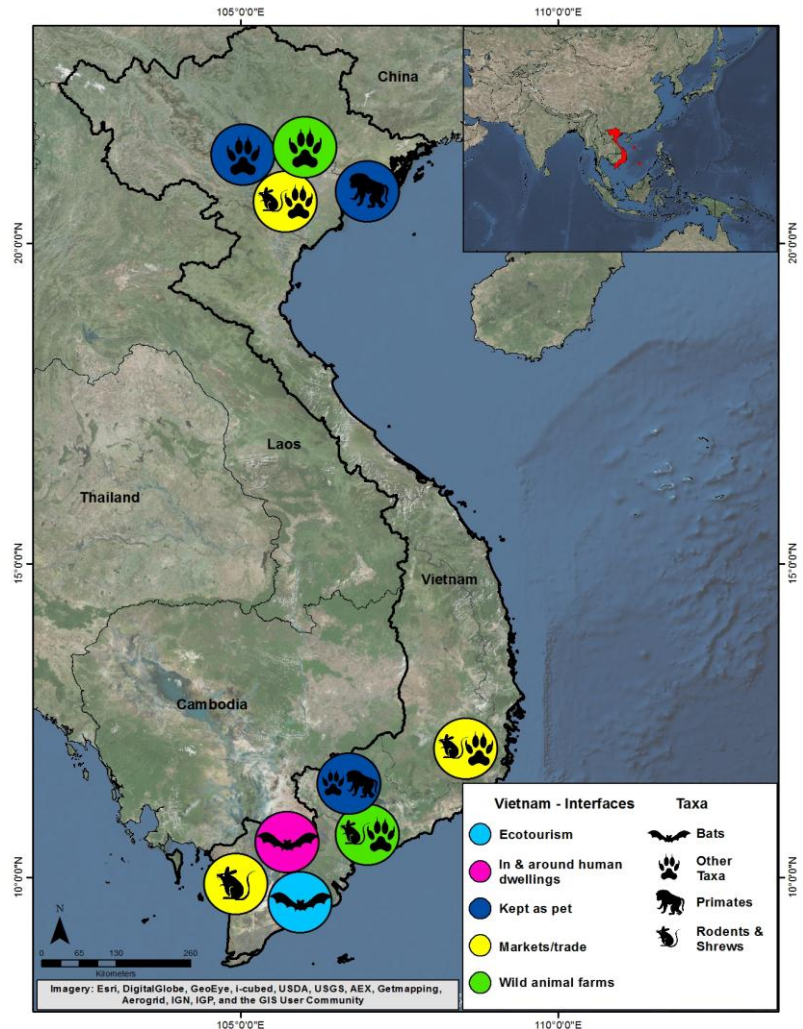 105°0'0"E 110°0'0"E
China
20°0'0"N 20°0'0"N
Laos
Thailand
15°0'0"N 15°0'0"N
Vietnam
Cambodia
10°0'0"N 10°0'0"N
Vietnam - Interfaces
Ecotourism
In & around human
dwellings
Kept as pet
Markets/trade
Wild animal farms
Taxa
Bats
Other
Taxa
Primates
Rodents &
Shrews
N
0 65 130 260
Kilometers
Imagery: Esri, DigitalGlobe, GeoEye, i-cubed, USDA, USGS, AEX, Getmapping,
Aerogrid, IGN, IGP, and the GIS User Community
105°0'0"E 110°0'0"E